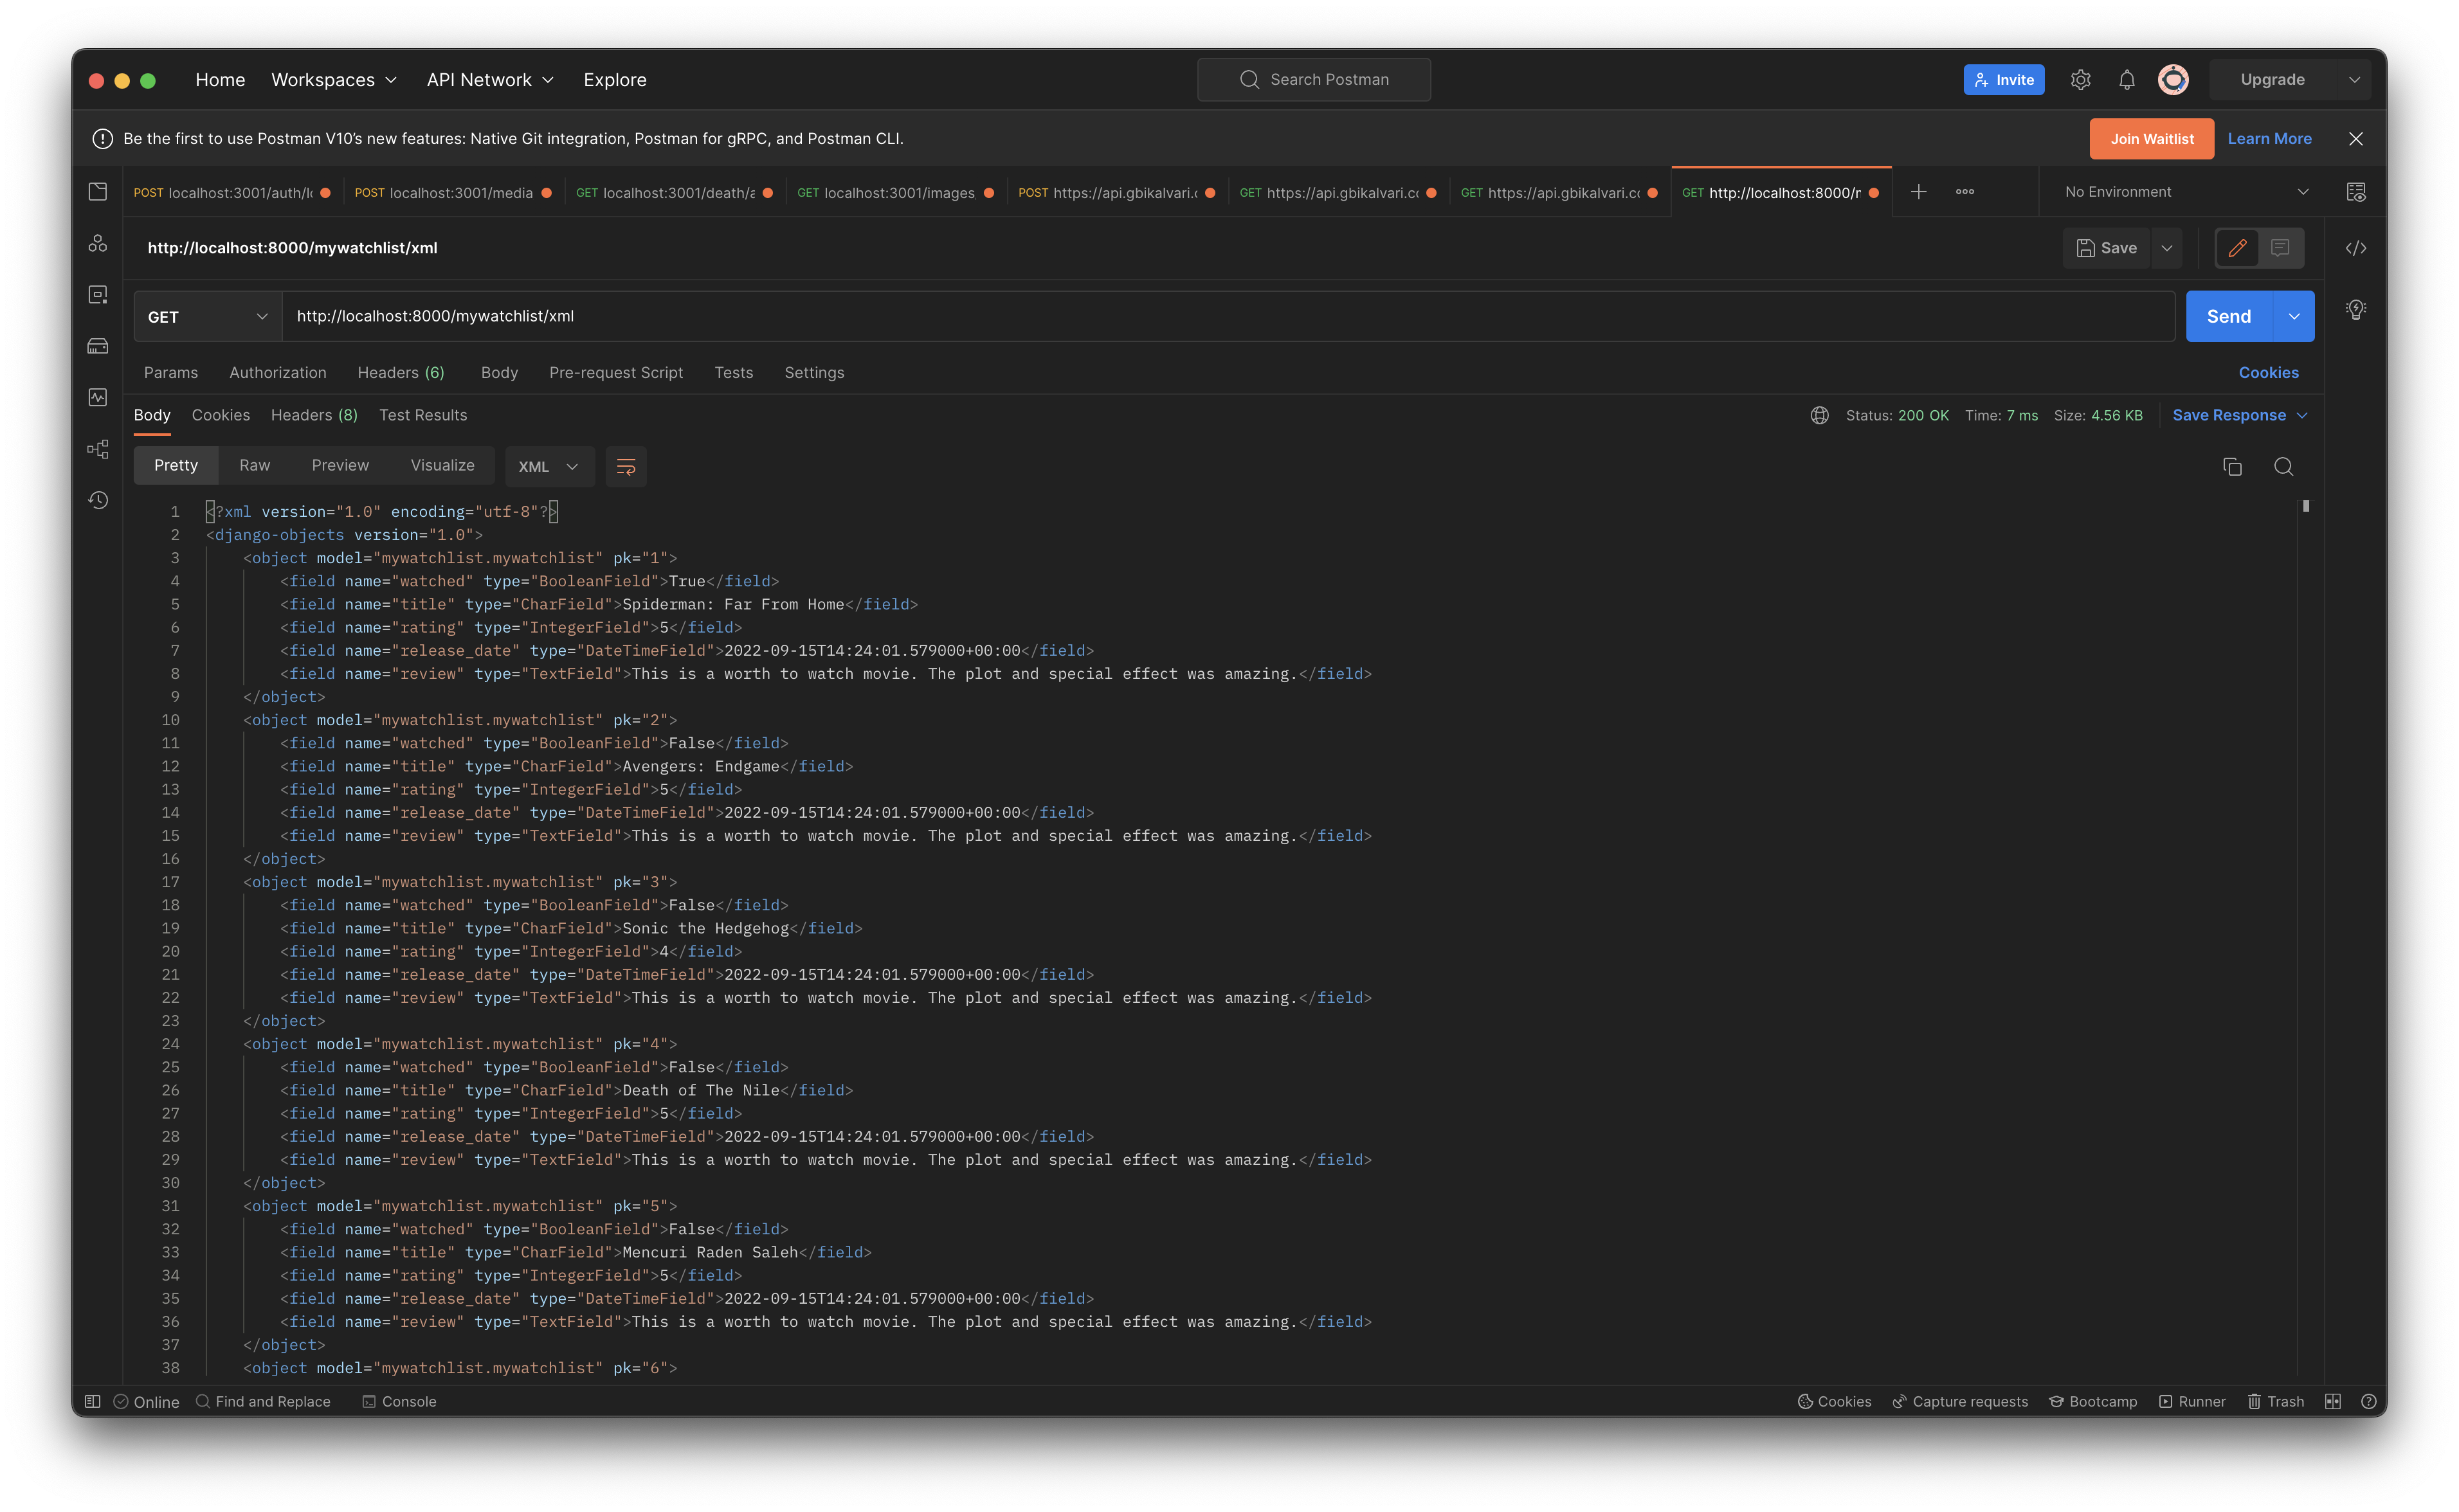 Home Workspaces API Network Explore Search Postman Invite Upgrade
Be the first to use Postman V10's new features: Native Git integration, Postman for gRPC, and Postman CLI. Join Waitlist Learn More
POST localhost:3001/auth/lo POST localhost:3001/media GET localhost:3001/death/a GET localhost:3001/images, POST https://api.gbikalvari.c GET https://api.gbikalvari.cc GET https://api.gbikalvari.cc GET http://localhost:8000/r No Environment
http://localhost:8000/mywatchlist/xml Save
GET http://localhost:8000/mywatchlist/xml Send
Params Authorization Headers (6) Body Pre-request Script Tests Settings Cookies
Body Cookies Headers (8) Test Results Status: 200 OK Time: 7 ms Size: 4.56 KB Save Response
Pretty Raw Preview Visualize XML
1 <?xml version="1.0" encoding="utf-8"?>
2 <django-objects version="1.0">
3 <object model="mywatchlist.mywatchlist" pk="1">
4 <field name="watched" type="BooleanField">True</field>
5 <field name="title" type="CharField">Spiderman: Far From Home</field>
6 <field name="rating" type="IntegerField">5</field>
7 <field name="release_date" type="DateTimeField">2022-09-15T14:24:01.579000+00:00</field>
8 <field name="review" type="TextField">This is a worth to watch movie. The plot and special effect was amazing.</field>
9 </object>
10 <object model="mywatchlist.mywatchlist" pk="2">
11 <field name="watched" type="BooleanField">False</field>
12 <field name="title" type="CharField">Avengers: Endgame</field>
13 <field name="rating" type="IntegerField">5</field>
14 <field name="release_date" type="DateTimeField">2022-09-15T14:24:01.579000+00:00</field>
15 <field name="review" type="TextField">This is a worth to watch movie. The plot and special effect was amazing.</field>
16 </object>
17 <object model="mywatchlist.mywatchlist" pk="3">
18 <field name="watched" type="BooleanField">False</field>
19 <field name="title" type="CharField">Sonic the Hedgehog</field>
20 <field name="rating" type="IntegerField">4</field>
21 <field name="release_date" type="DateTimeField">2022-09-15T14:24:01.579000+00:00</field>
22 <field name="review" type="TextField">This is a worth to watch movie. The plot and special effect was amazing.</field>
23 </object>
24 <object model="mywatchlist.mywatchlist" pk="4">
25 <field name="watched" type="BooleanField">False</field>
26 <field name="title" type="CharField">Death of The Nile</field>
27 <field name="rating" type="IntegerField">5</field>
28 <field name="release_date" type="DateTimeField">2022-09-15T14:24:01.579000+00:00</field>
29 <field name="review" type="TextField">This is a worth to watch movie. The plot and special effect was amazing.</field>
30 </object>
31 <object model="mywatchlist.mywatchlist" pk="5">
32 <field name="watched" type="BooleanField">False</field>
33 <field name="title" type="CharField">Mencuri Raden Saleh</field>
34 <field name="rating" type="IntegerField">5</field>
35 <field name="release_date" type="DateTimeField">2022-09-15T14:24:01.579000+00:00</field>
36 <field name="review" type="TextField">This is a worth to watch movie. The plot and special effect was amazing.</field>
37 </object>
38 <object model="mywatchlist.mywatchlist" pk="6">
Online Find and Replace Console Cookies Capture requests Bootcamp Runner Trash